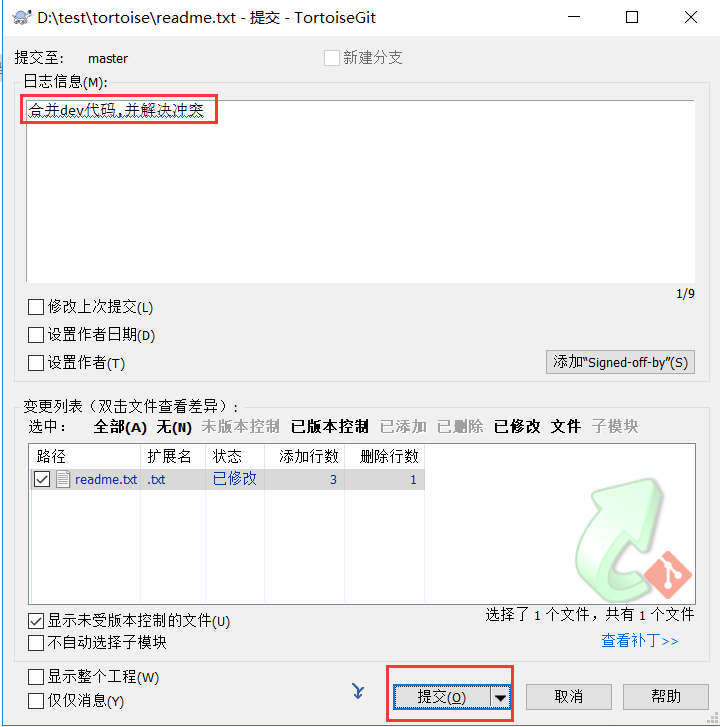 D:\test\tortoise\readme.txt - 提交 - TortoiseGit
提交至: master 新建分支
日志信息(M):
合并dev代码,并解决冲突
1/9
修改上次提交(L)
设置作者日期(D)
设置作者(T)
添加“Signed-off-by”(S)
变更列表（双击文件查看差异）:
选中： 全部(A) 无(N) 未版本控制 已版本控制 已添加 已删除 已修改 文件 子模块
路径 扩展名 状态 添加行数 删除行数
readme.txt .txt 已修改 3 1
显示未受版本控制的文件(U)
选择了 1 个文件，共有 1 个文件
不自动选择子模块
查看补丁>>
显示整个工程(W)
仅仅消息(Y)
提交(O) 取消 帮助